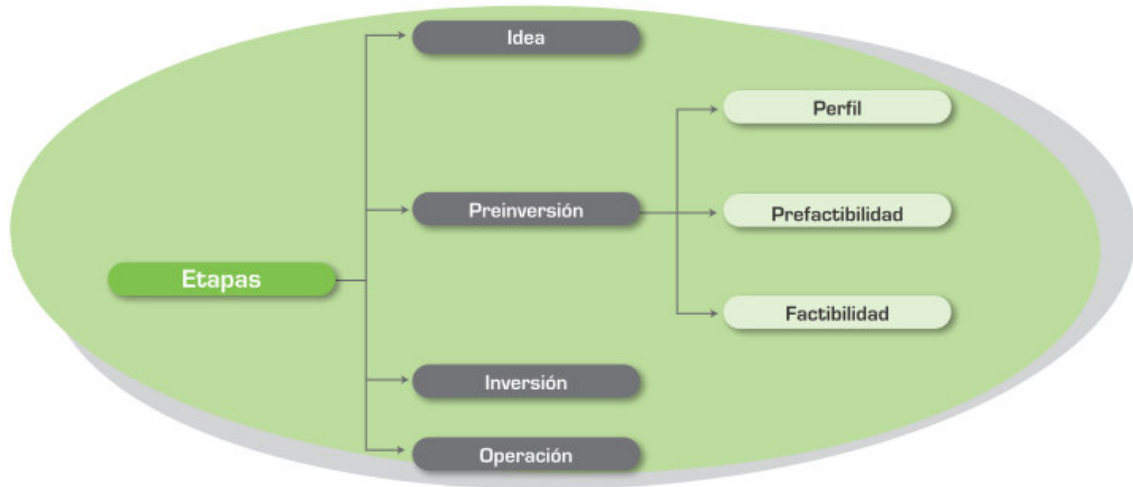 Idea
Perfil
Preinversión
Prefactibilidad
Etapas
Factibilidad
Inversión
Operación